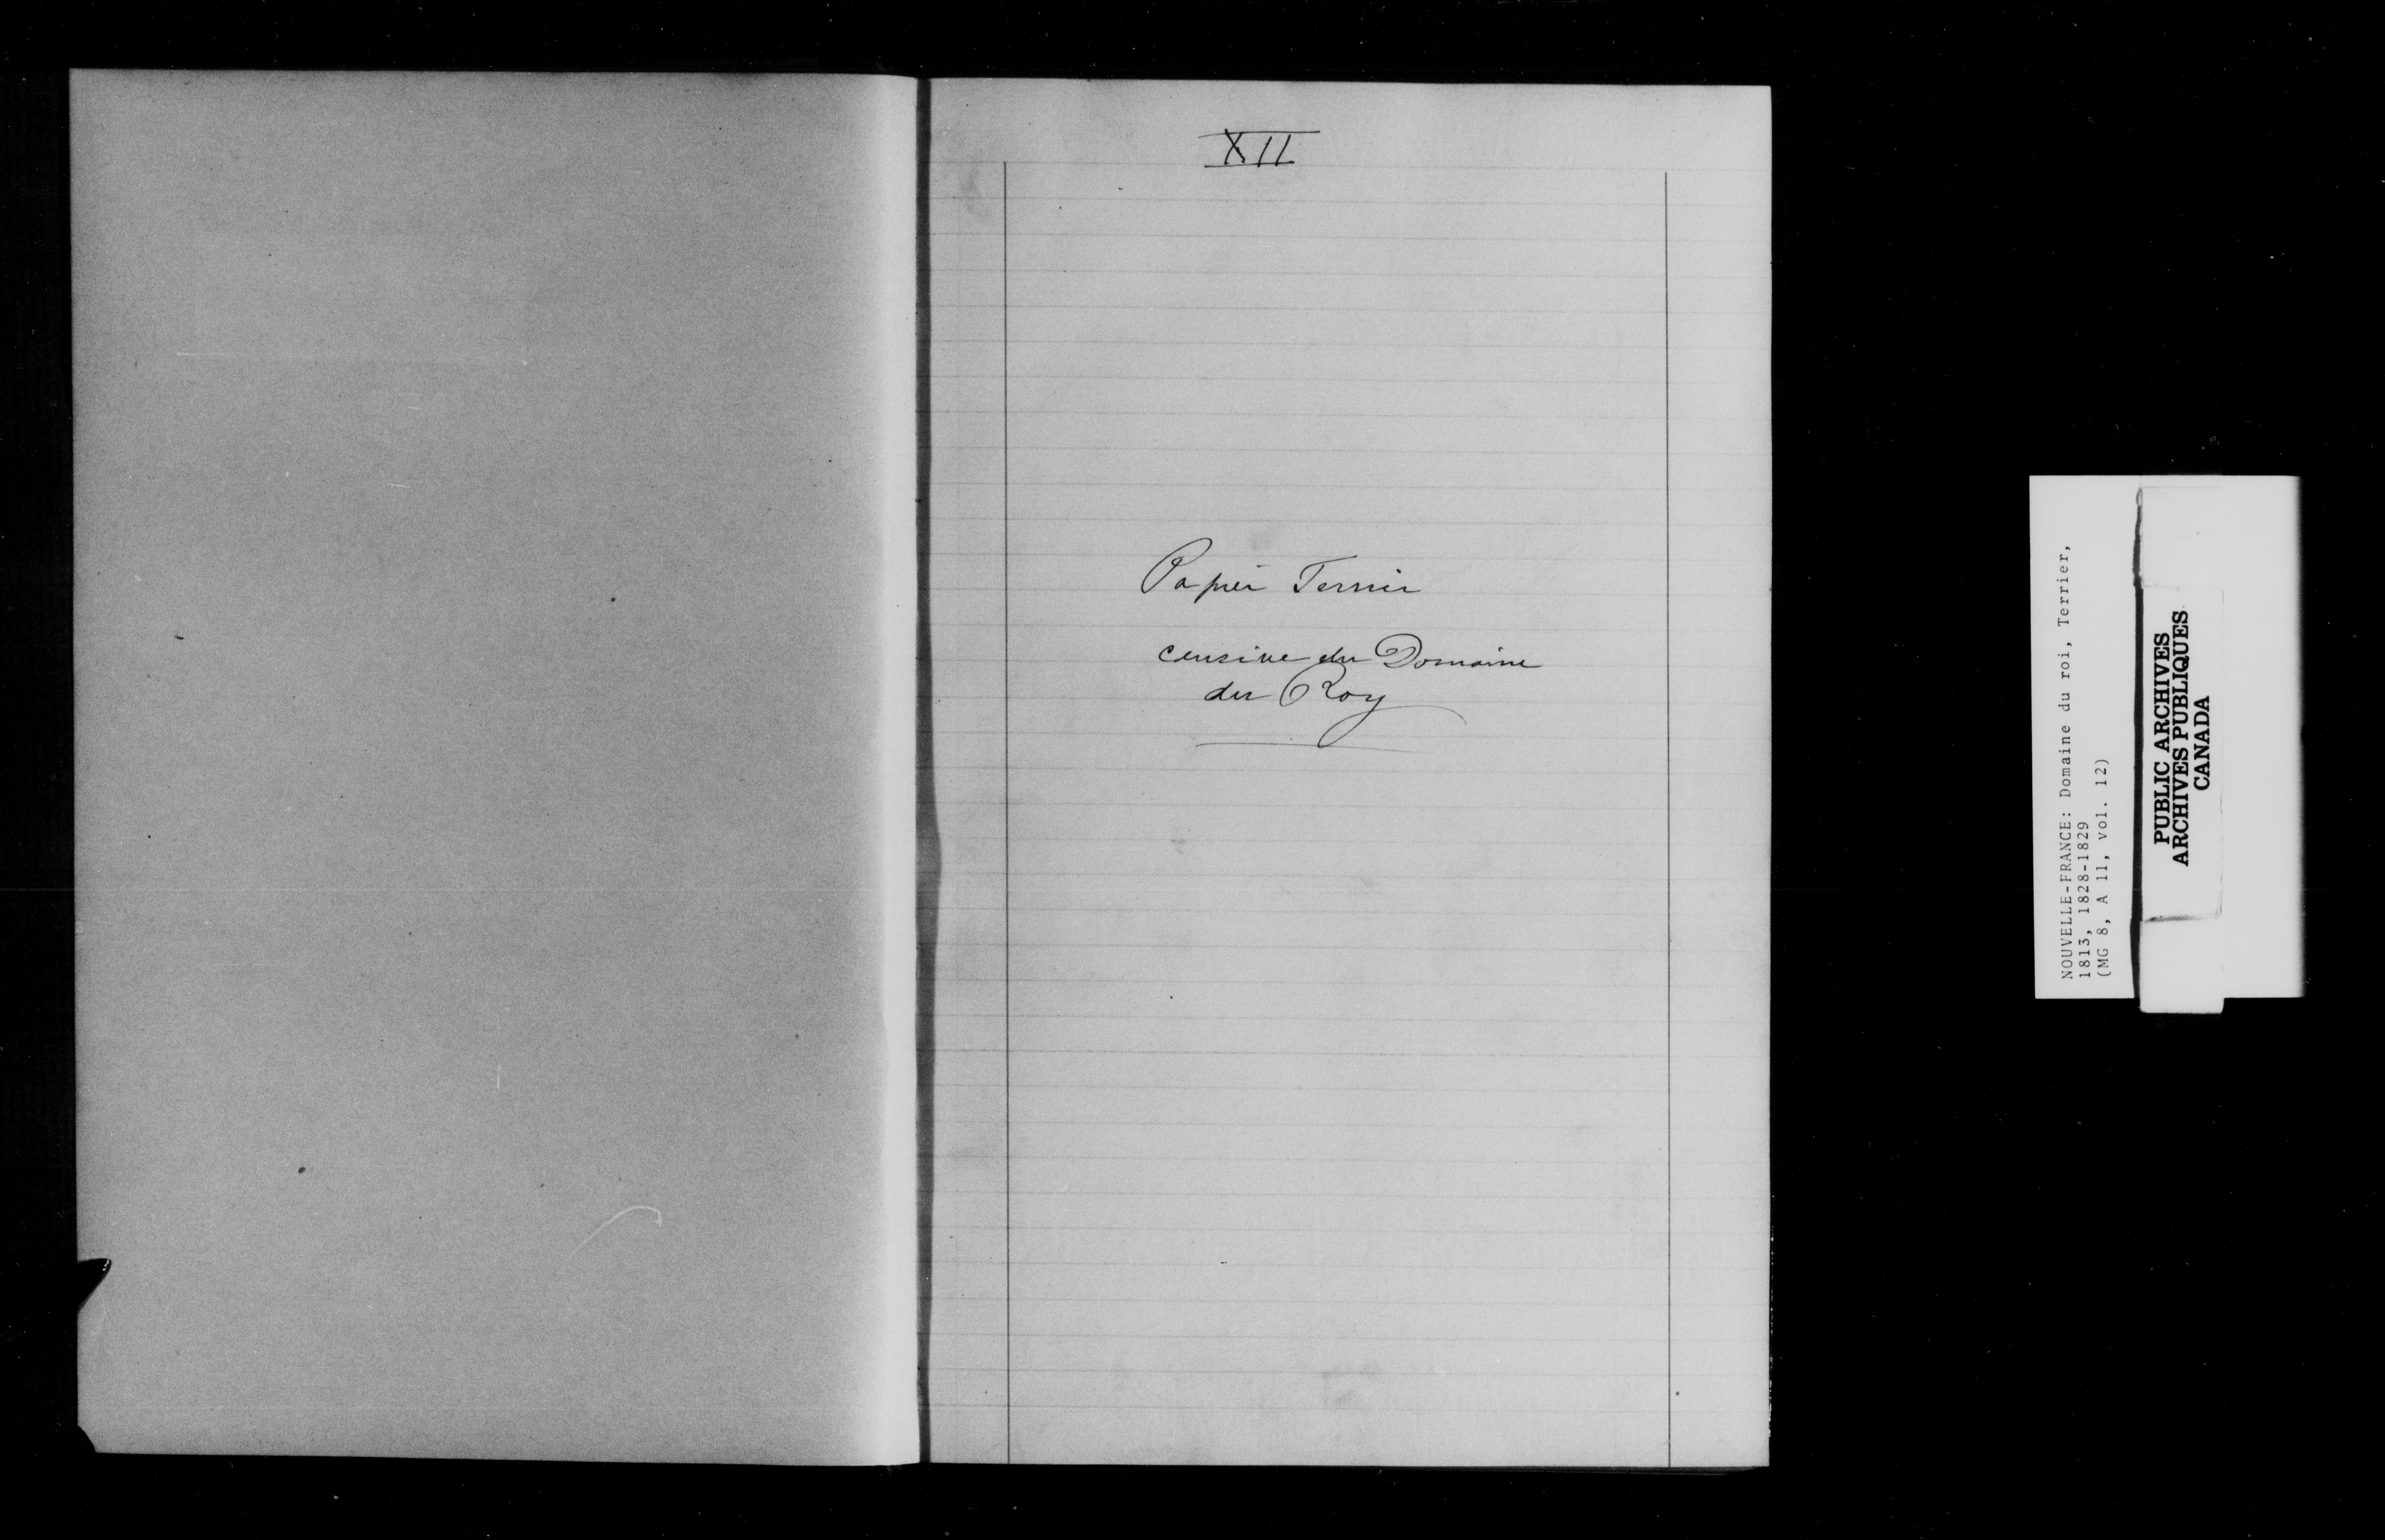 XII
Papier Terrier
censive du Domaine
du Roy
NOUVELLE-FRANCE: Domaine du roi, Terrier,
1813, 1828-1829
(MG 8, A 11, vol. 12)
PUBLIC ARCHIVES
ARCHIVES PUBLIQUES
CANADA